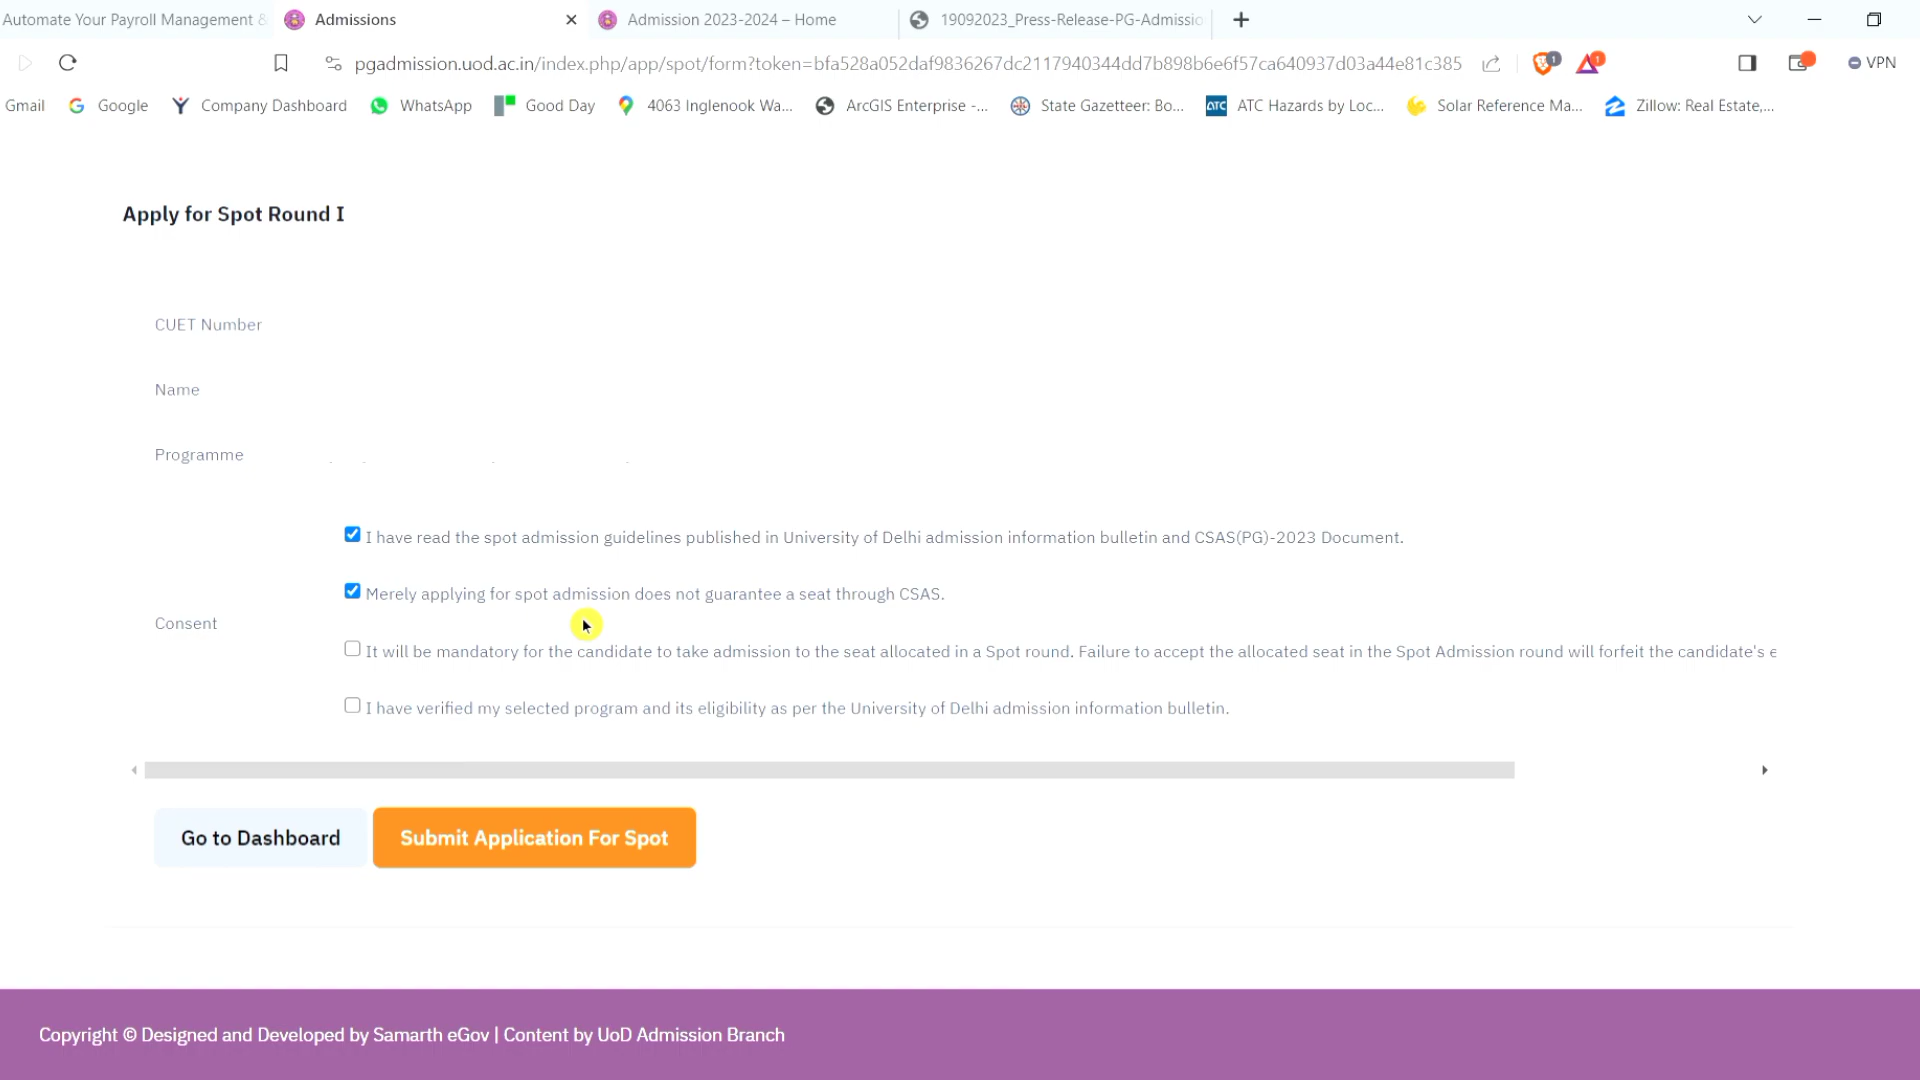 Automate Your Payroll Management &
Admissions
Admission 2023-2024 – Home
19092023_Press-Release-PG-Admissio
pgadmission.uod.ac.in/index.php/app/spot/form?token=bfa528a052daf9836267dc2117940344dd7b898b6e6f57ca640937d03a44e81c385
1
1
VPN
Gmail
Google
Company Dashboard
WhatsApp
Good Day
4063 Inglenook Wa...
ArcGIS Enterprise -...
State Gazetteer: Bo...
ATC
ATC Hazards by Loc...
Solar Reference Ma...
Zillow: Real Estate,...
Apply for Spot Round I
CUET Number
Name
Programme
Consent
I have read the spot admission guidelines published in University of Delhi admission information bulletin and CSAS(PG)-2023 Document.
Merely applying for spot admission does not guarantee a seat through CSAS.
It will be mandatory for the candidate to take admission to the seat allocated in a Spot round. Failure to accept the allocated seat in the Spot Admission round will forfeit the candidate's
I have verified my selected program and its eligibility as per the University of Delhi admission information bulletin.
Go to Dashboard
Submit Application For Spot
Copyright © Designed and Developed by Samarth eGov | Content by UoD Admission Branch